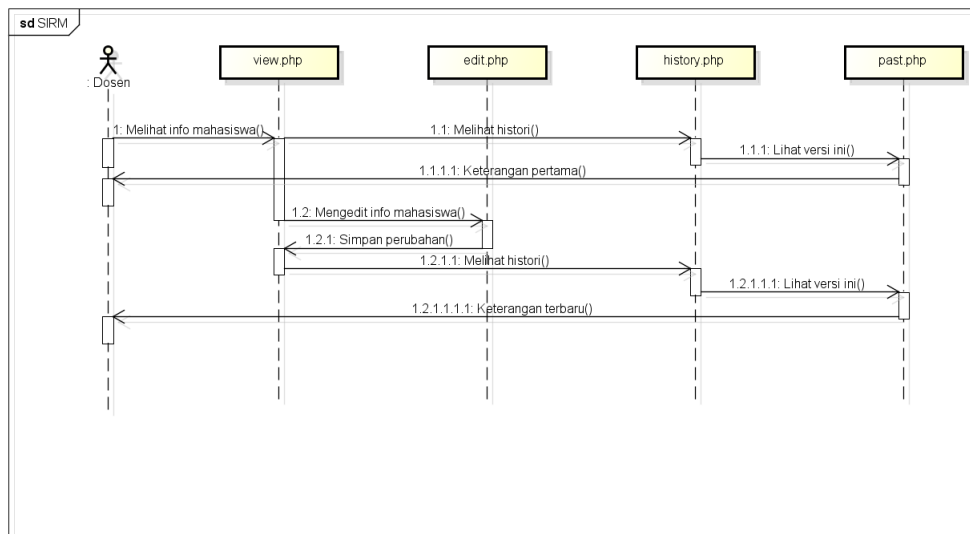 sd SIRM
: Dosen
view.php
edit.php
history.php
past.php
1: Melihat info mahasiswa()
1.1: Melihat histori()
1.1.1: Lihat versi ini()
1.1.1.1: Keterangan pertama()
1.2: Mengedit info mahasiswa()
1.2.1: Simpan perubahan()
1.2.1.1: Melihat histori()
1.2.1.1.1: Lihat versi ini()
1.2.1.1.1.1: Keterangan terbaru()